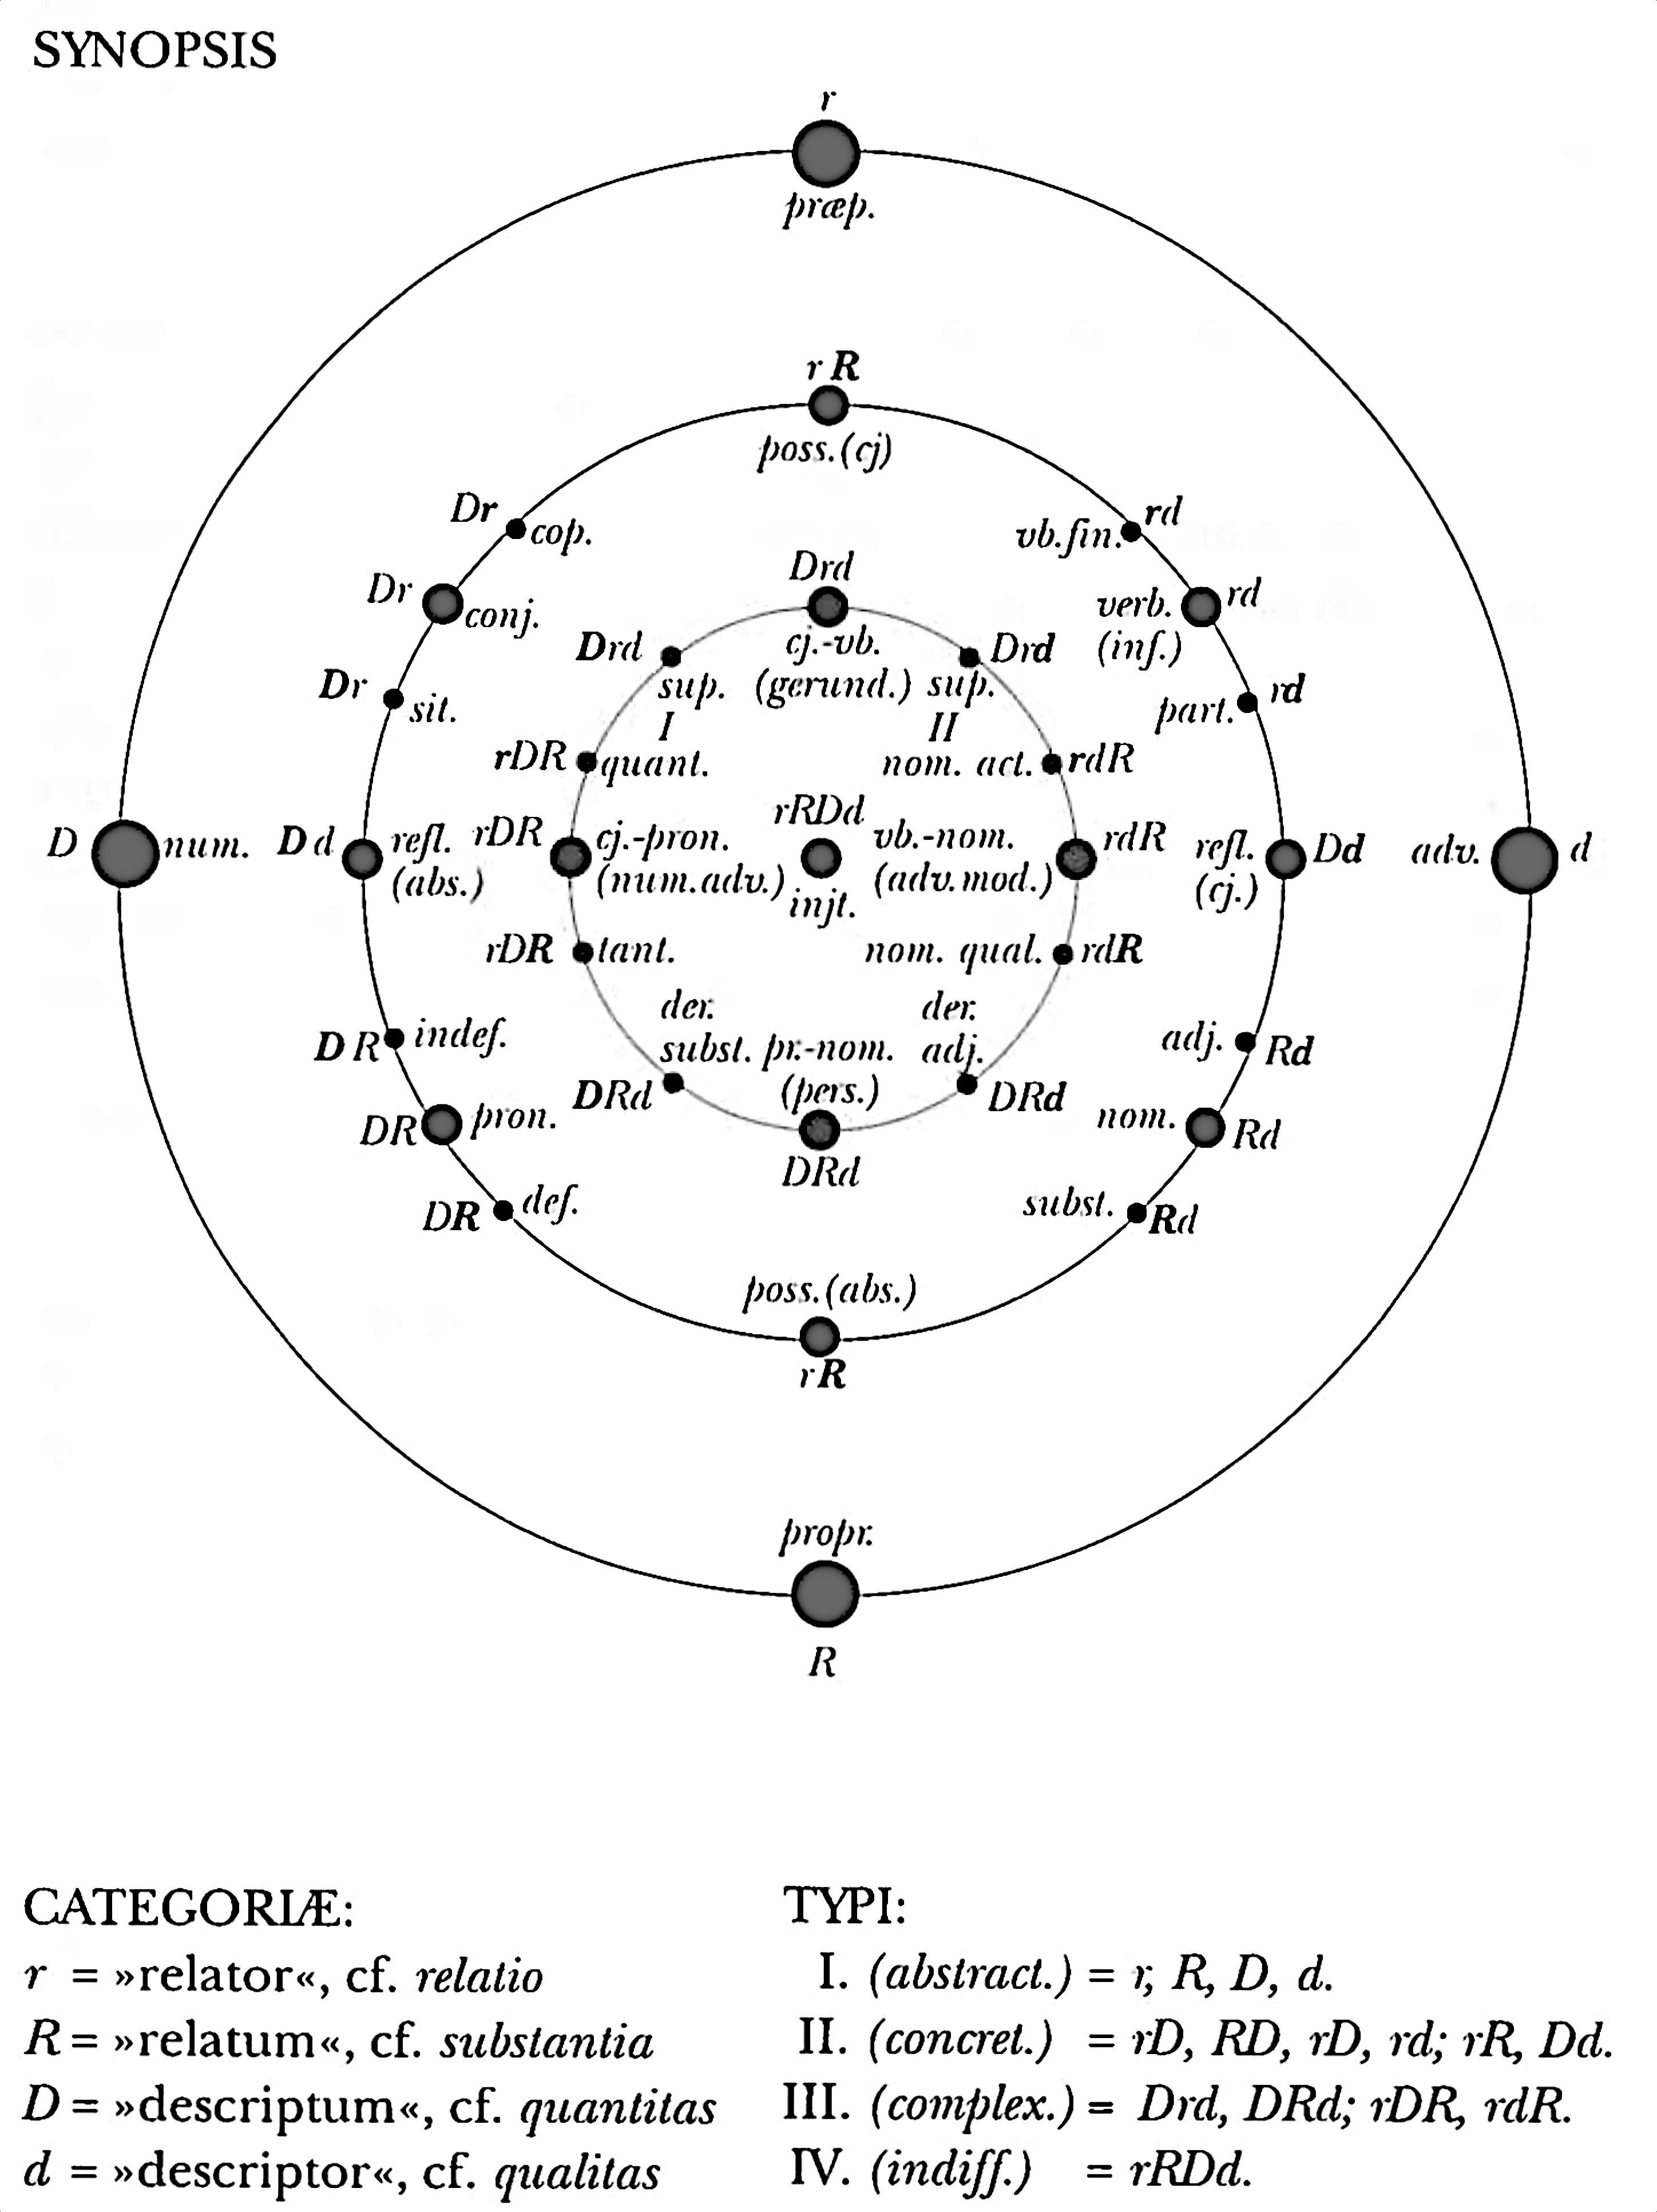 SYNOPSIS
r
præp.
r R
poss.(cj)
Dr cop.
vb.fin. rd
Drd
Dr conj.
verb. rd
(inf.)
cj.-vb.
(gerund.)
Drd sup.
I
sup. Drd
II
Dr sit.
part. rd
rDR quant.
nom. act. rdR
rRDd
injt.
D num.
Dd refl.
(abs.)
rDR cj.-pron.
(num.adv.)
vb.-nom. rdR
(adv.mod.)
refl. Dd
(cj.)
adv. d
rDR tant.
nom. qual. rdR
der.
subst.
DRd
pr.-nom.
(pers.)
DRd
der.
adj.
DRd
DR indef.
adj. Rd
DR pron.
nom. Rd
DR def.
subst. Rd
poss.(abs.)
rR
propr.
R
CATEGORIÆ:
r = »relator«, cf. relatio
R = »relatum«, cf. substantia
D = »descriptum«, cf. quantitas
d = »descriptor«, cf. qualitas
TYPI:
I. (abstract.) = r, R, D, d.
II. (concret.) = rD, RD, rD, rd; rR, Dd.
III. (complex.) = Drd, DRd; rDR, rdR.
IV. (indiff.) = rRDd.